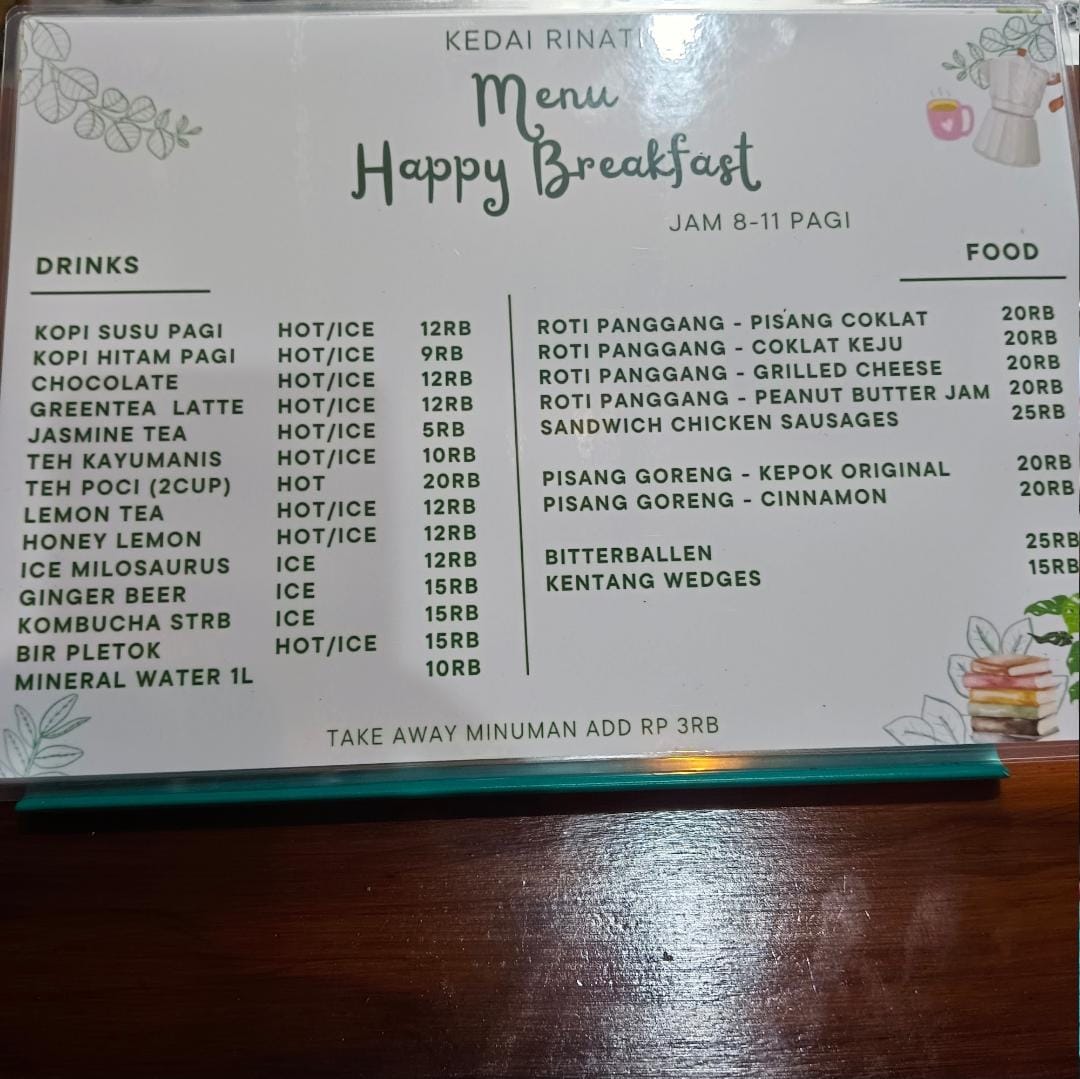 KEDAI RINATI
Menu
Happy Breakfast
JAM 8-11 PAGI
DRINKS
KOPI SUSU PAGI HOT/ICE 12RB
KOPI HITAM PAGI HOT/ICE 9RB
CHOCOLATE HOT/ICE 12RB
GREENTEA LATTE HOT/ICE 12RB
JASMINE TEA HOT/ICE 5RB
TEH KAYUMANIS HOT/ICE 10RB
TEH POCI (2CUP) HOT 20RB
LEMON TEA HOT/ICE 12RB
HONEY LEMON HOT/ICE 12RB
ICE MILOSAURUS ICE 12RB
GINGER BEER ICE 15RB
KOMBUCHA STRB ICE 15RB
BIR PLETOK HOT/ICE 15RB
MINERAL WATER 1L 10RB
FOOD
ROTI PANGGANG - PISANG COKLAT 20RB
ROTI PANGGANG - COKLAT KEJU 20RB
ROTI PANGGANG - GRILLED CHEESE 20RB
ROTI PANGGANG - PEANUT BUTTER JAM 20RB
SANDWICH CHICKEN SAUSAGES 25RB
PISANG GORENG - KEPOK ORIGINAL 20RB
PISANG GORENG - CINNAMON 20RB
BITTERBALLEN 25RB
KENTANG WEDGES 15RB
TAKE AWAY MINUMAN ADD RP 3RB